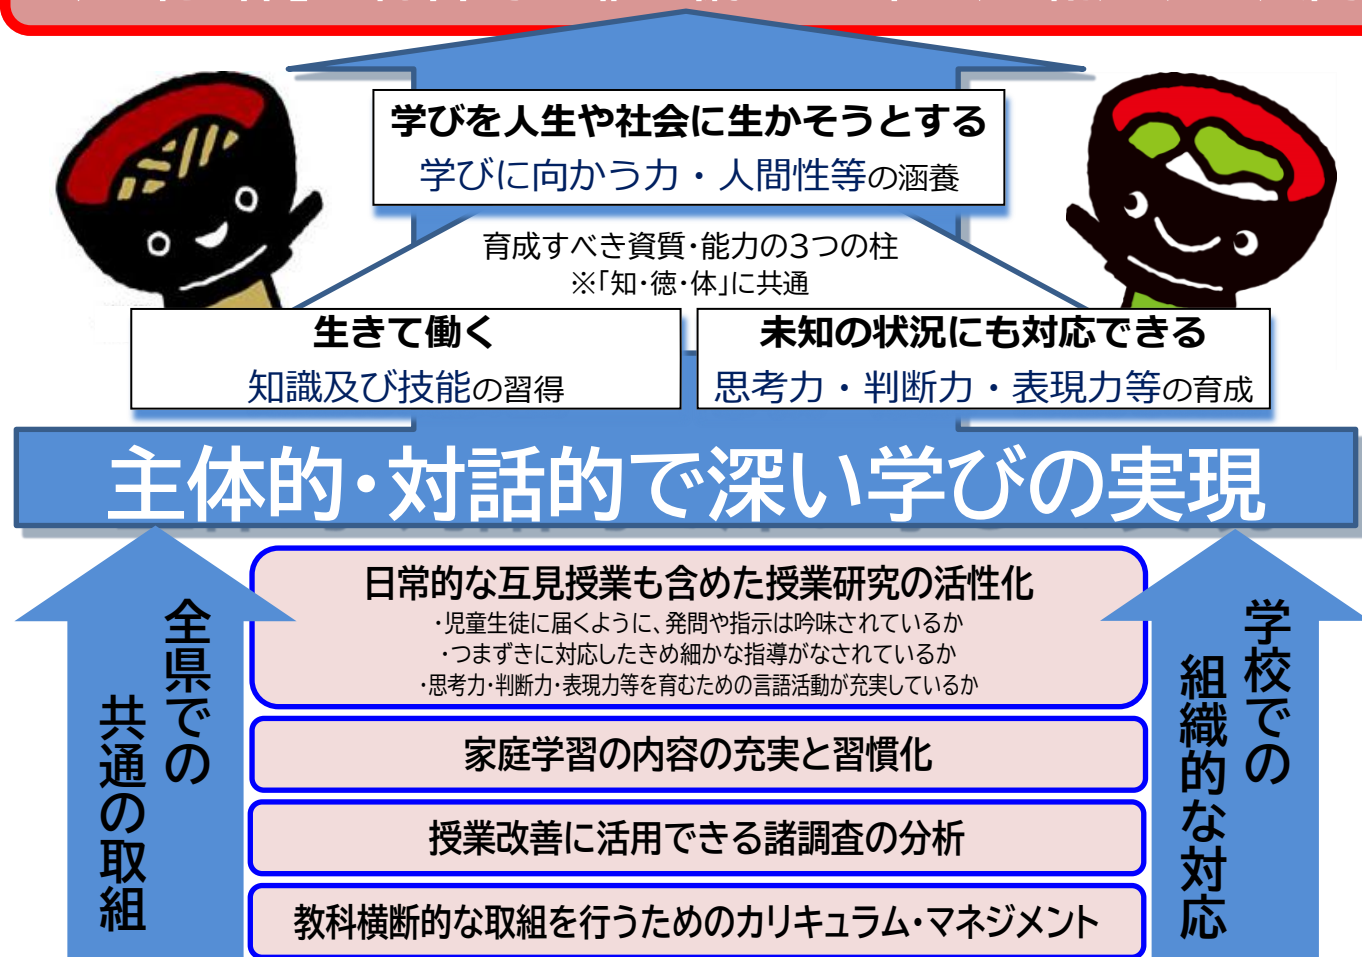 学びを人生や社会に生かそうとする
学びに向かう力・人間性等の涵養
育成すべき資質・能力の3つの柱
※「知・徳・体」に共通
生きて働く
知識及び技能の習得
未知の状況にも対応できる
思考力・判断力・表現力等の育成
主体的・対話的で深い学びの実現
全県での
共通の取組
日常的な互見授業も含めた授業研究の活性化
・児童生徒に届くように、発問や指示は吟味されているか
・つまずきに対応したきめ細かな指導がなされているか
・思考力・判断力・表現力等を育むための言語活動が充実しているか
家庭学習の内容の充実と習慣化
授業改善に活用できる諸調査の分析
教科横断的な取組を行うためのカリキュラム・マネジメント
学校での
組織的な対応